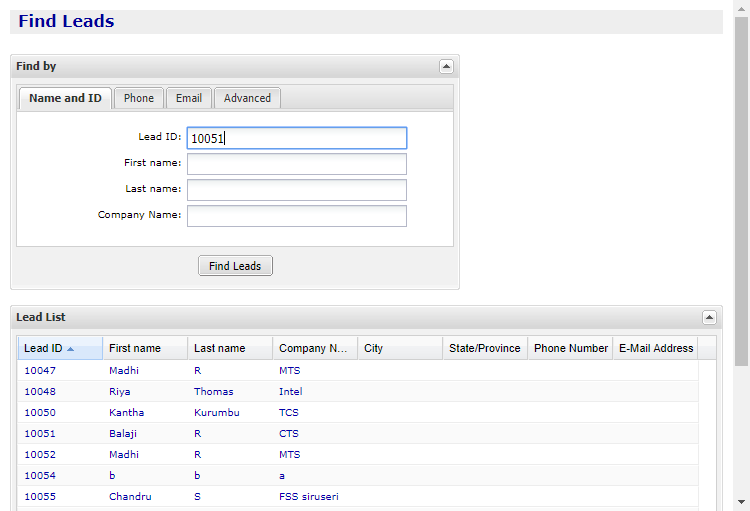 Find Leads
Find by
Name and ID Phone Email Advanced
Lead ID: 10051
First name:
Last name:
Company Name:
Find Leads
Lead List
Lead ID First name Last name Company N... City State/Province Phone Number E-Mail Address
10047 Madhi R MTS
10048 Riya Thomas Intel
10050 Kantha Kurumbu TCS
10051 Balaji R CTS
10052 Madhi R MTS
10054 b b a
10055 Chandru S FSS siruseri